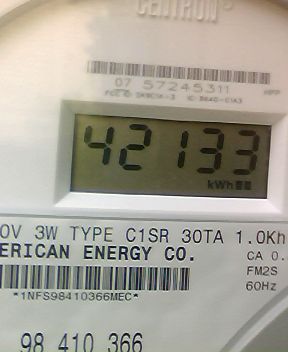 CENTRON
07 57245311
42133
kWh
0V 3W TYPE C1SR 30TA 1.0Kh
ERICAN ENERGY CO.
CA 0.
FM2S
*1NFS98410366MEC*
60Hz
98 410 366